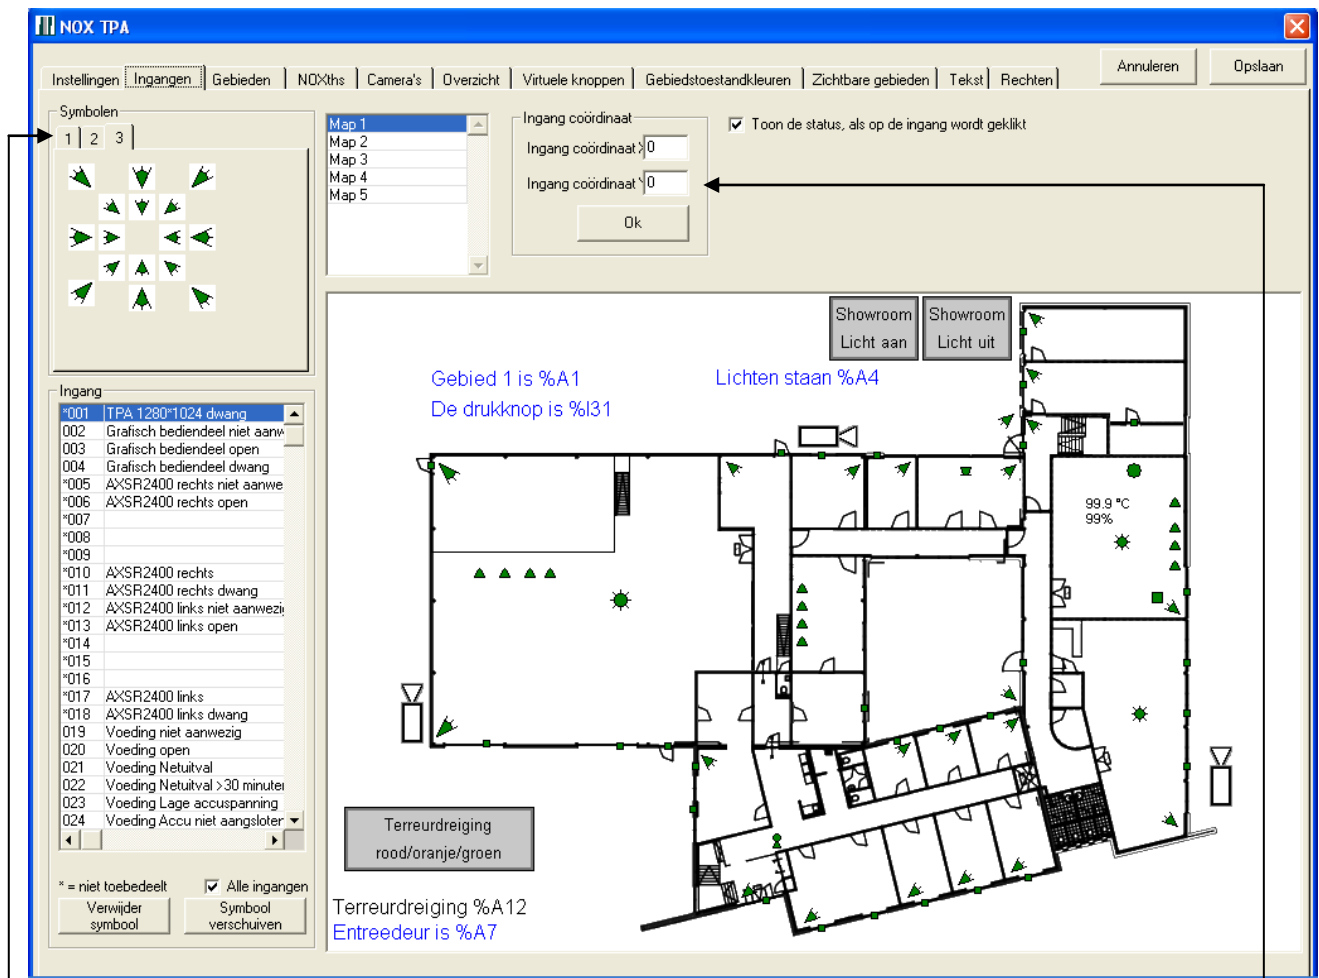 NOX TPA
Annuleren
Opslaan
Instellingen
Ingangen
Gebieden
NOXths
Camera's
Overzicht
Virtuele knoppen
Gebiedstoestandkleuren
Zichtbare gebieden
Tekst
Rechten
Symbolen
1
2
3
Map 1
Map 2
Map 3
Map 4
Map 5
Ingang coördinaat
Ingang coördinaat X 0
Ingang coördinaat Y 0
Ok
Toon de status, als op de ingang wordt geklikt
Ingang
*001 TPA 1280*1024 dwang
002 Grafisch bediendeel niet aanw
003 Grafisch bediendeel open
004 Grafisch bediendeel dwang
*005 AXSR2400 rechts niet aanwe
*006 AXSR2400 rechts open
*007
*008
*009
*010 AXSR2400 rechts
*011 AXSR2400 rechts dwang
*012 AXSR2400 links niet aanwezig
*013 AXSR2400 links open
*014
*015
*016
*017 AXSR2400 links
*018 AXSR2400 links dwang
019 Voeding niet aanwezig
020 Voeding open
021 Voeding Netuitval
022 Voeding Netuitval >30 minuter
023 Voeding Lage accuspanning
024 Voeding Accu niet aangsloter
* = niet toebedeelt
Alle ingangen
Verwijder
symbool
Symbool
verschuiven
Showroom
Licht aan
Showroom
Licht uit
Gebied 1 is %A1
De drukknop is %I31
Lichten staan %A4
99.9 °C
99%
Terreurdreiging
rood/oranje/groen
Terreurdreiging %A12
Entreedeur is %A7